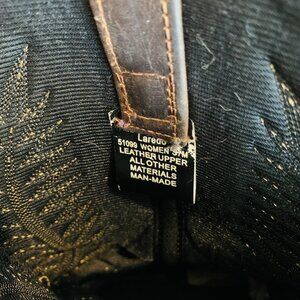 Laredo
51099 WOMEN S/M
LEATHER UPPER
ALL OTHER
MATERIALS
MAN-MADE